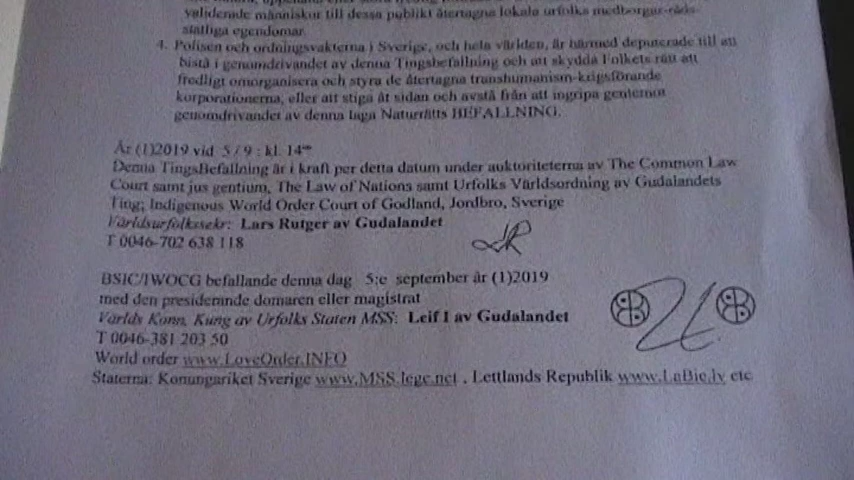 validerade människor till dessa publikt återtagna lokala urfolks medborgar-råds-
statliga egendomar.
4. Polisen och ordningsvakterna i Sverige, och hela världen, är härmed deputerade till att
bistå i genomdrivandet av denna Tingsbefallning och att skydda Folkets rätt att
fredligt omorganisera och styra de återtagna transhumanism-krigsförande
korporationerna, eller att stiga åt sidan och avstå från att ingripa gentemot
genomdrivandet av denna laga Naturrätts BEFALLNING.
År (1)2019 vid 5 / 9 : kl. 14
Denna TingsBefallning är i kraft per detta datum under auktoriteterna av The Common Law
Court samt jus gentium, The Law of Nations samt Urfolks Världsordning av Gudalandets
Ting; Indigenous World Order Court of Godland, Jordbro, Sverige
Världsurfolkssekr: Lars Rutger av Gudalandet
T 0046-702 638 118
BSIC/IWOCG befallande denna dag 5:e september år (1)2019
med den presiderande domaren eller magistrat
Världs Konn, Kung av Urfolks Staten MSS: Leif I av Gudalandet
T 0046-381 203 50
World order www.LoveOrder.INFO
Staterna: Konungariket Sverige www.MSS.lege.net , Lettlands Republik www.LaBie.lv etc